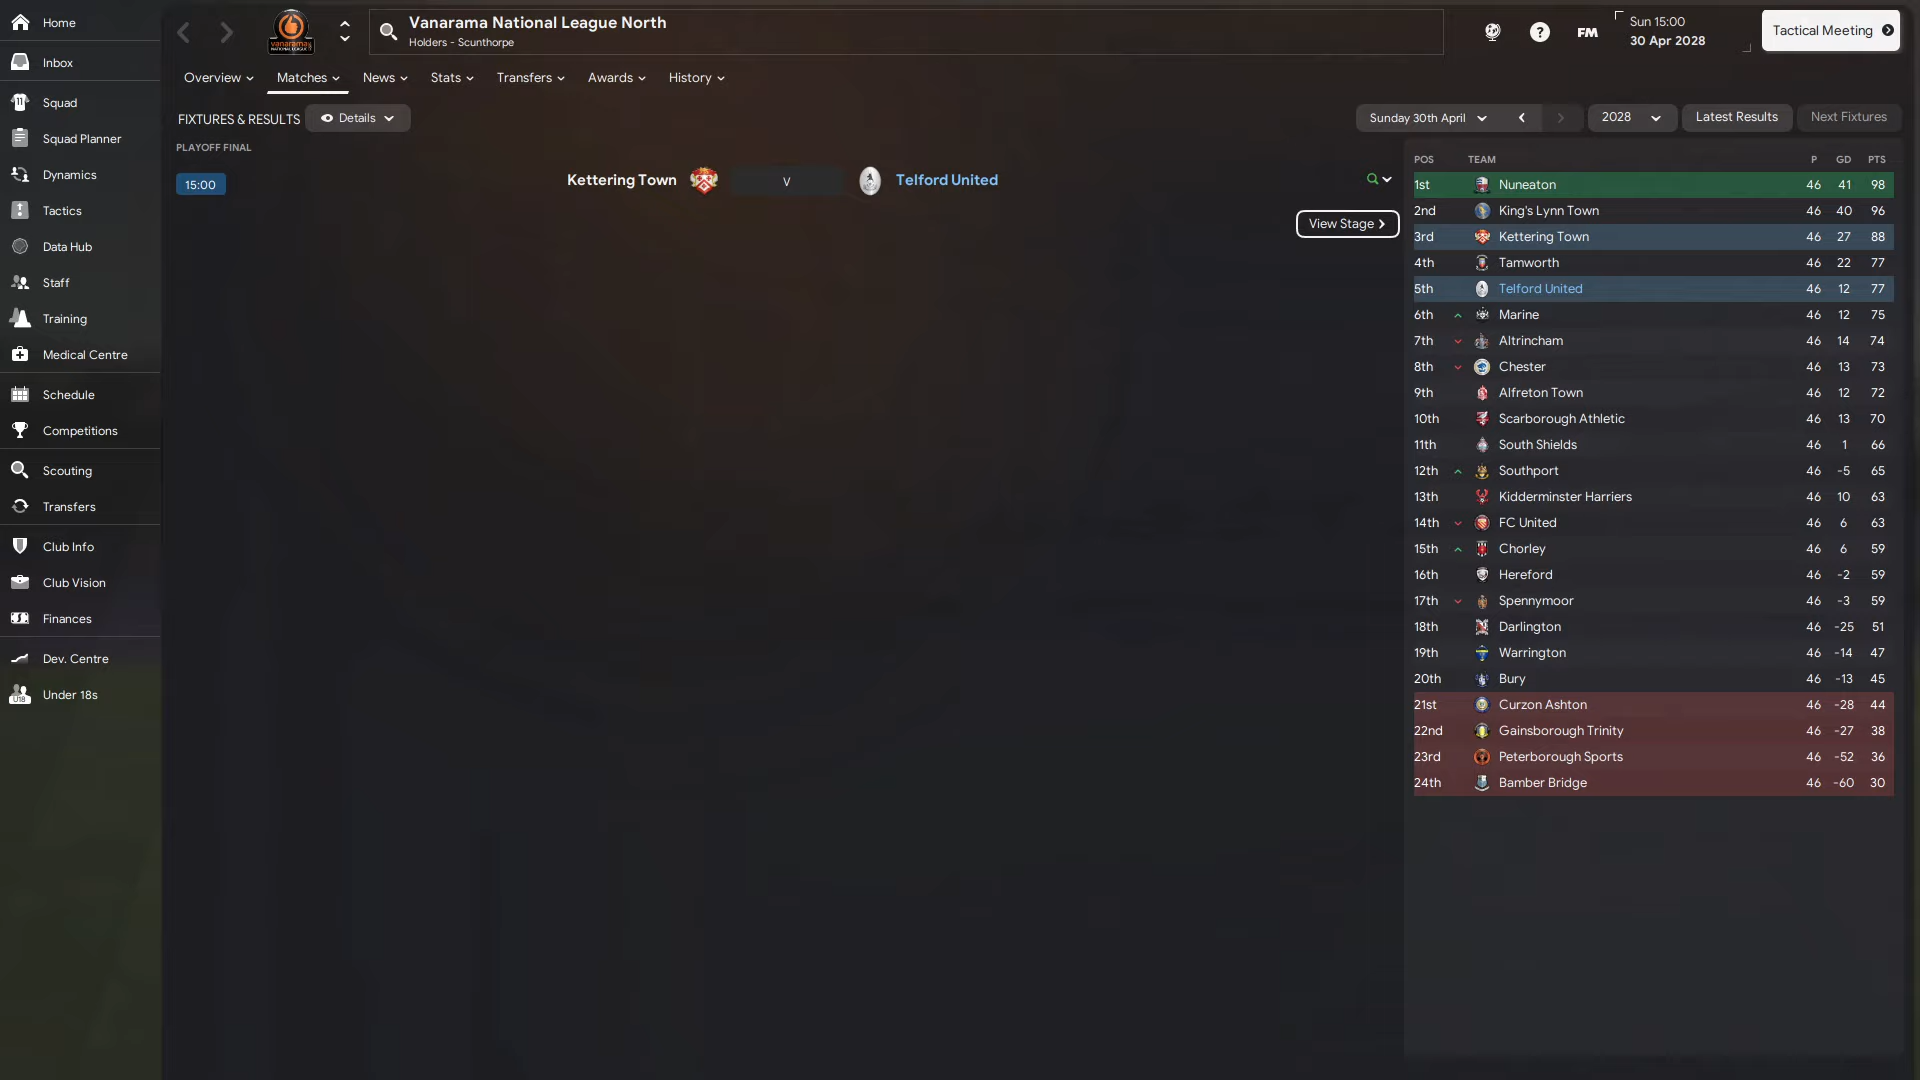 Home
Inbox
Squad
Squad Planner
Dynamics
Tactics
Data Hub
Staff
Training
Medical Centre
Schedule
Competitions
Scouting
Transfers
Club Info
Club Vision
Finances
Dev. Centre
Under 18s
Vanarama National League North
Holders - Scunthorpe
FM
Sun 15:00
30 Apr 2028
Tactical Meeting
Overview Matches News Stats Transfers Awards History
FIXTURES & RESULTS Details
Sunday 30th April 2028 Latest Results Next Fixtures
PLAYOFF FINAL
15:00 Kettering Town v Telford United
View Stage
POS TEAM P GD PTS
1st Nuneaton 46 41 98
2nd King's Lynn Town 46 40 96
3rd Kettering Town 46 27 88
4th Tamworth 46 22 77
5th Telford United 46 12 77
6th Marine 46 12 75
7th Altrincham 46 14 74
8th Chester 46 13 73
9th Alfreton Town 46 12 72
10th Scarborough Athletic 46 13 70
11th South Shields 46 1 66
12th Southport 46 -5 65
13th Kidderminster Harriers 46 10 63
14th FC United 46 6 63
15th Chorley 46 6 59
16th Hereford 46 -2 59
17th Spennymoor 46 -3 59
18th Darlington 46 -25 51
19th Warrington 46 -14 47
20th Bury 46 -13 45
21st Curzon Ashton 46 -28 44
22nd Gainsborough Trinity 46 -27 38
23rd Peterborough Sports 46 -52 36
24th Bamber Bridge 46 -60 30